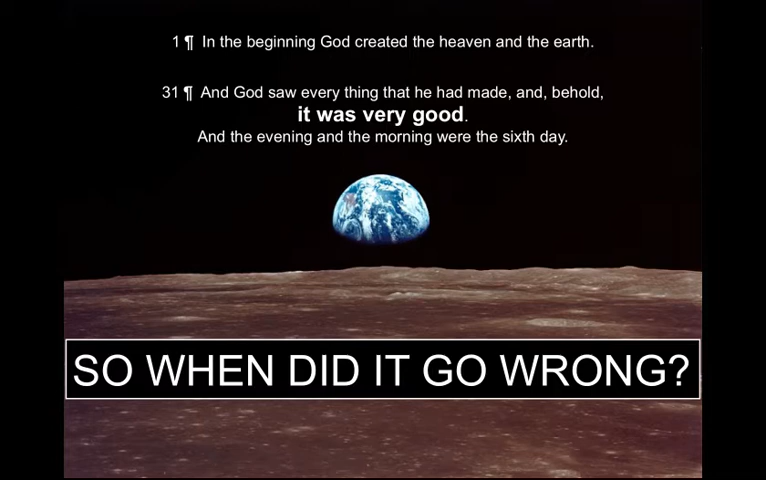 1 ¶ In the beginning God created the heaven and the earth.
31 ¶ And God saw every thing that he had made, and, behold,
it was very good.
And the evening and the morning were the sixth day.
SO WHEN DID IT GO WRONG?